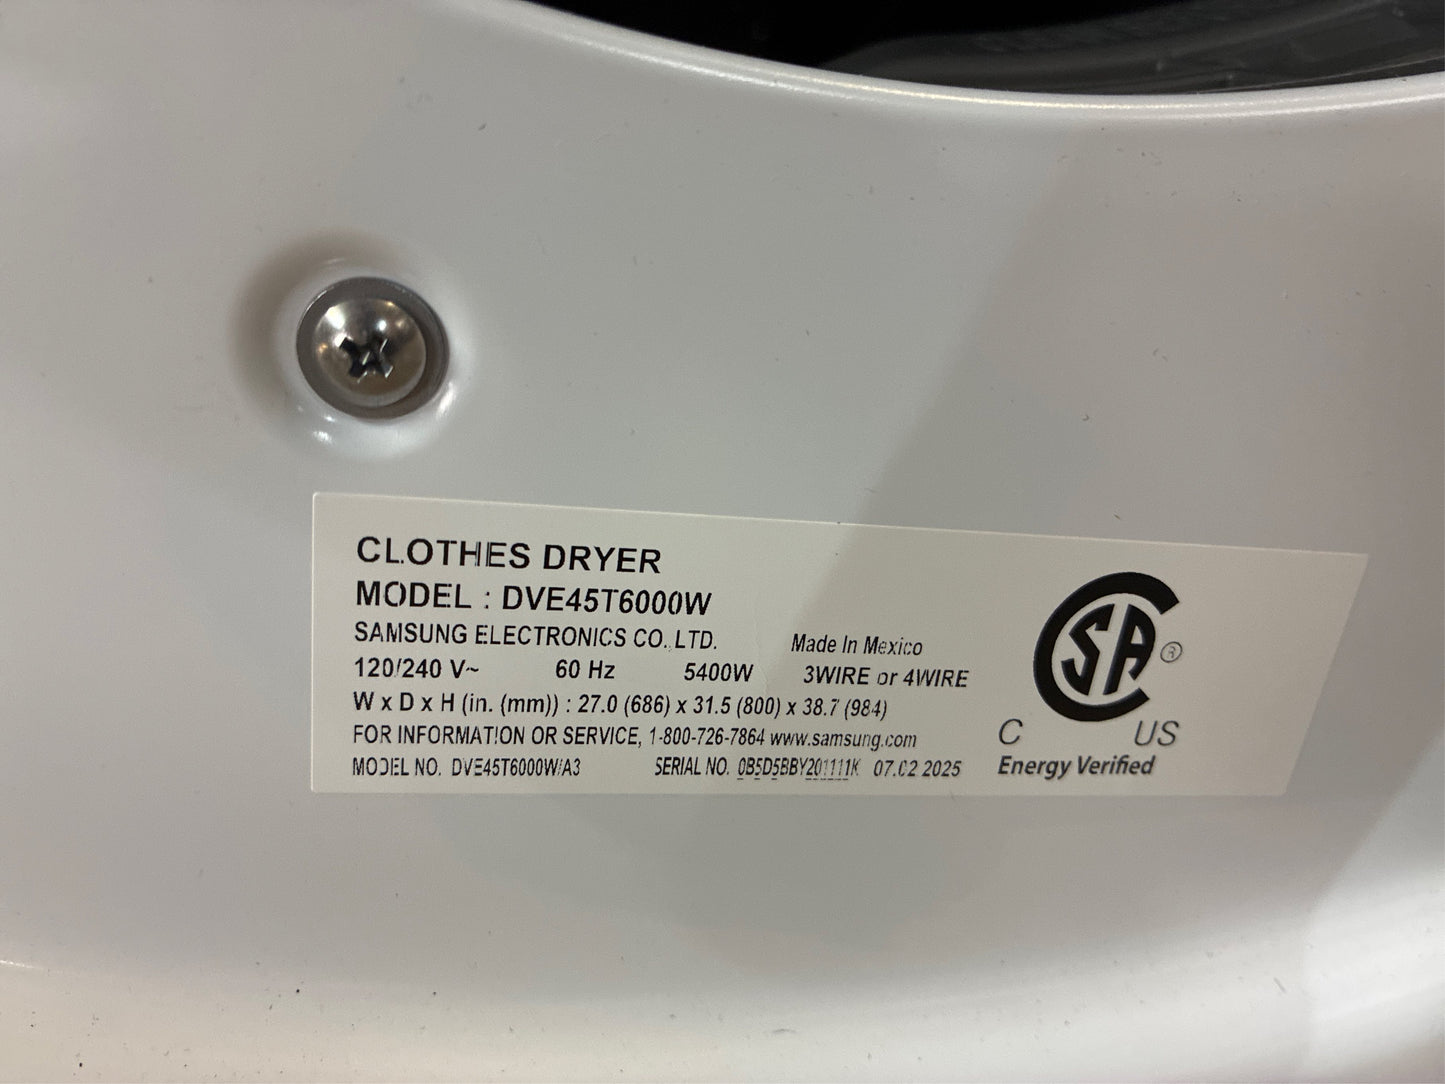 CLOTHES DRYER
MODEL : DVE45T6000W
SAMSUNG ELECTRONICS CO. LTD. Made In Mexico
120/240 V~ 60 Hz 5400W 3WIRE or 4WIRE
W x D x H (in. (mm)) : 27.0 (686) x 31.5 (800) x 38.7 (984)
FOR INFORMATION OR SERVICE, 1-800-726-7864 www.samsung.com
MODEL NO. DVE45T6000W/A3 SERIAL NO. 0B5D5BBY201111K 07.02 2025
CSA ®
C US
Energy Verified